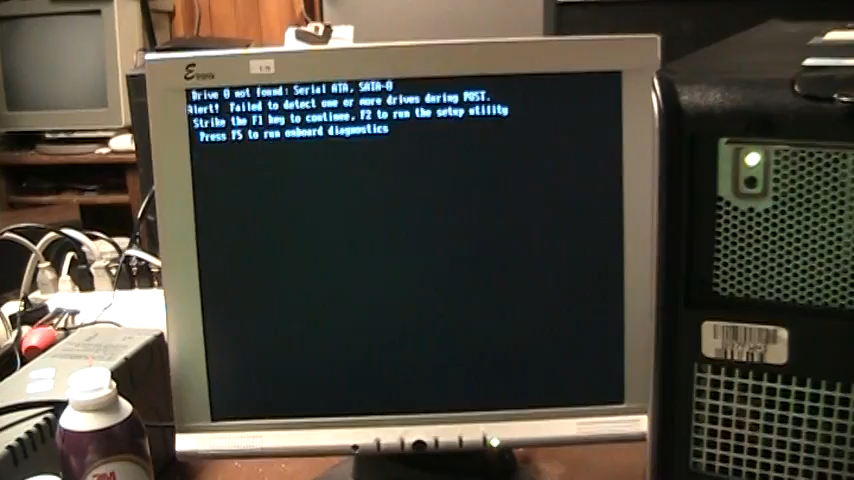 Drive 0 not found: Serial ATA, SATA-0
Alert! Failed to detect one or more drives during POST.
Strike the F1 key to continue, F2 to run the setup utility
Press F5 to run onboard diagnostics
3M